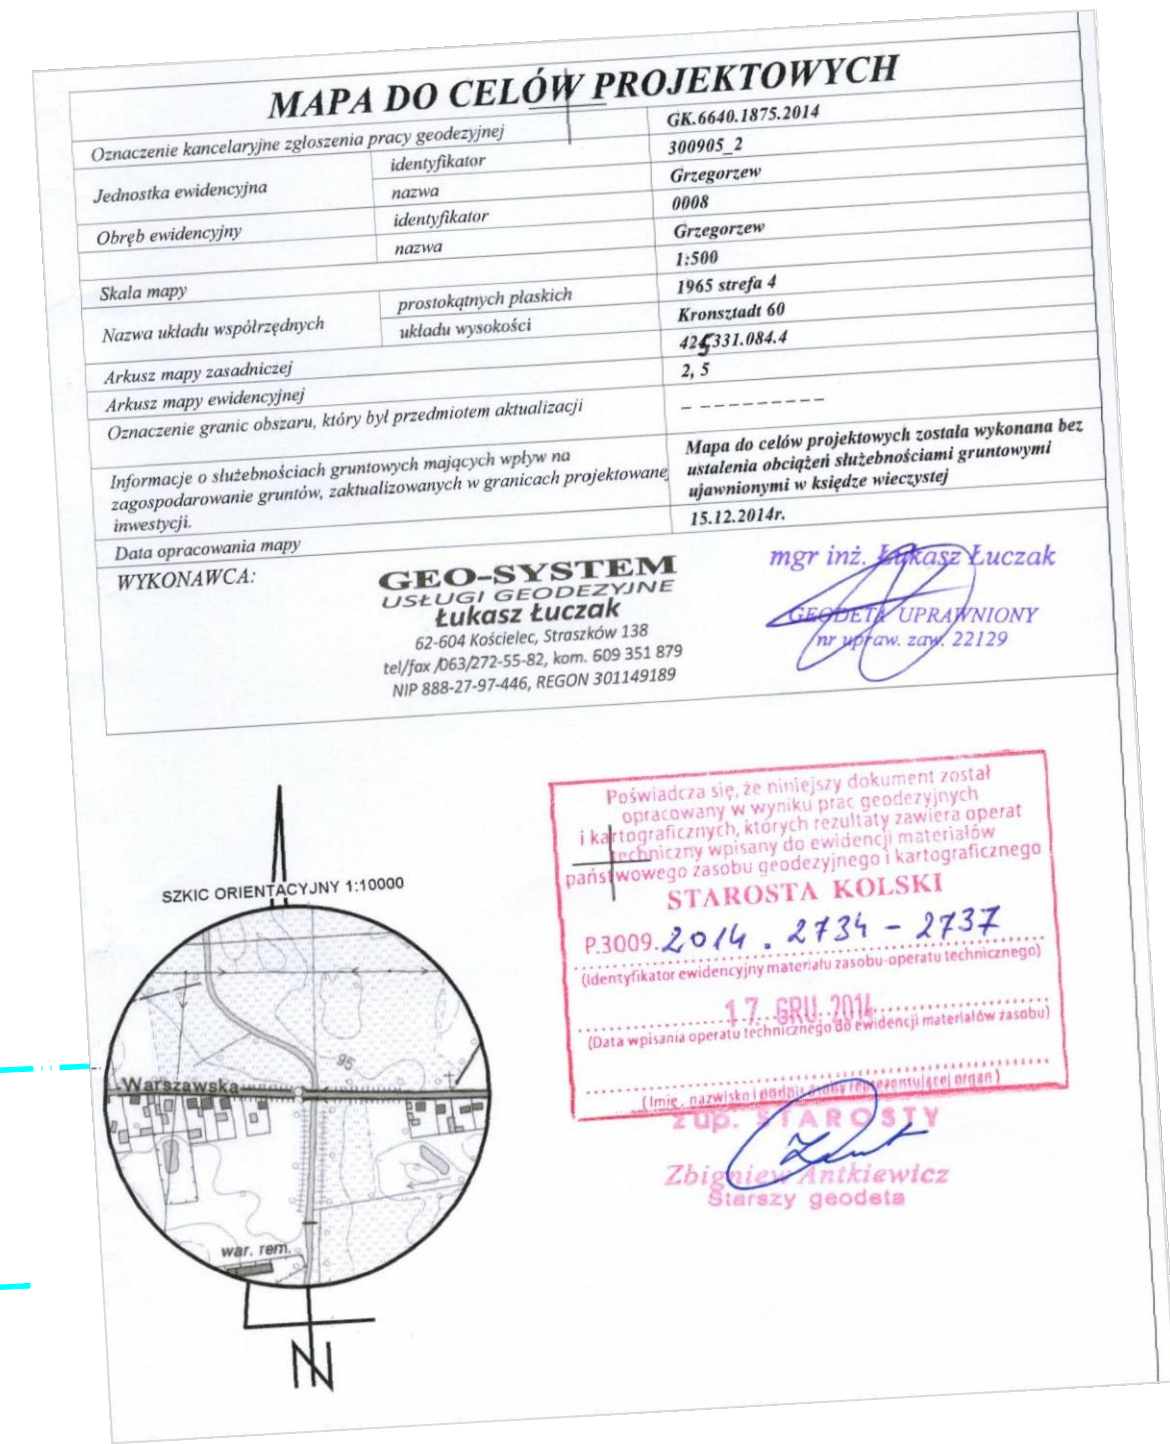 MAPA DO CELÓW PROJEKTOWYCH
Oznaczenie kancelaryjne zgłoszenia pracy geodezyjnej GK.6640.1875.2014
Jednostka ewidencyjna identyfikator 300905_2
nazwa Grzegorzew
Obręb ewidencyjny identyfikator 0008
nazwa Grzegorzew
Skala mapy 1:500
Nazwa układu współrzędnych prostokątnych płaskich 1965 strefa 4
układu wysokości Kronsztadt 60
Arkusz mapy zasadniczej 425331.084.4
Arkusz mapy ewidencyjnej 2, 5
Oznaczenie granic obszaru, który był przedmiotem aktualizacji – – – – – – – – – –
Informacje o służebnościach gruntowych mających wpływ na
zagospodarowanie gruntów, zaktualizowanych w granicach projektowanej
inwestycji.
Mapa do celów projektowych została wykonana bez
ustalenia obciążeń służebnościami gruntowymi
ujawnionymi w księdze wieczystej
Data opracowania mapy 15.12.2014r.
WYKONAWCA:
GEO-SYSTEM
USŁUGI GEODEZYJNE
Łukasz Łuczak
62-604 Kościelec, Straszków 138
tel/fax /063/272-55-82, kom. 609 351 879
NIP 888-27-97-446, REGON 301149189
mgr inż. Łukasz Łuczak
GEODETA UPRAWNIONY
nr upraw. zaw. 22129
Poświadcza się, że niniejszy dokument został
opracowany w wyniku prac geodezyjnych
i kartograficznych, których rezultaty zawiera operat
techniczny wpisany do ewidencji materiałów
państwowego zasobu geodezyjnego i kartograficznego
STAROSTA KOLSKI
P.3009.2014.2734-2737
(Identyfikator ewidencyjny materiału zasobu-operatu technicznego)
17. GRU. 2014
(Data wpisania operatu technicznego do ewidencji materiałów zasobu)
(Imię, nazwisko i podpis osoby reprezentującej organ)
z up. STAROSTY
Zbigniew Antkiewicz
Starszy geodeta
SZKIC ORIENTACYJNY 1:10000
95
Warszawska
war. rem.
N